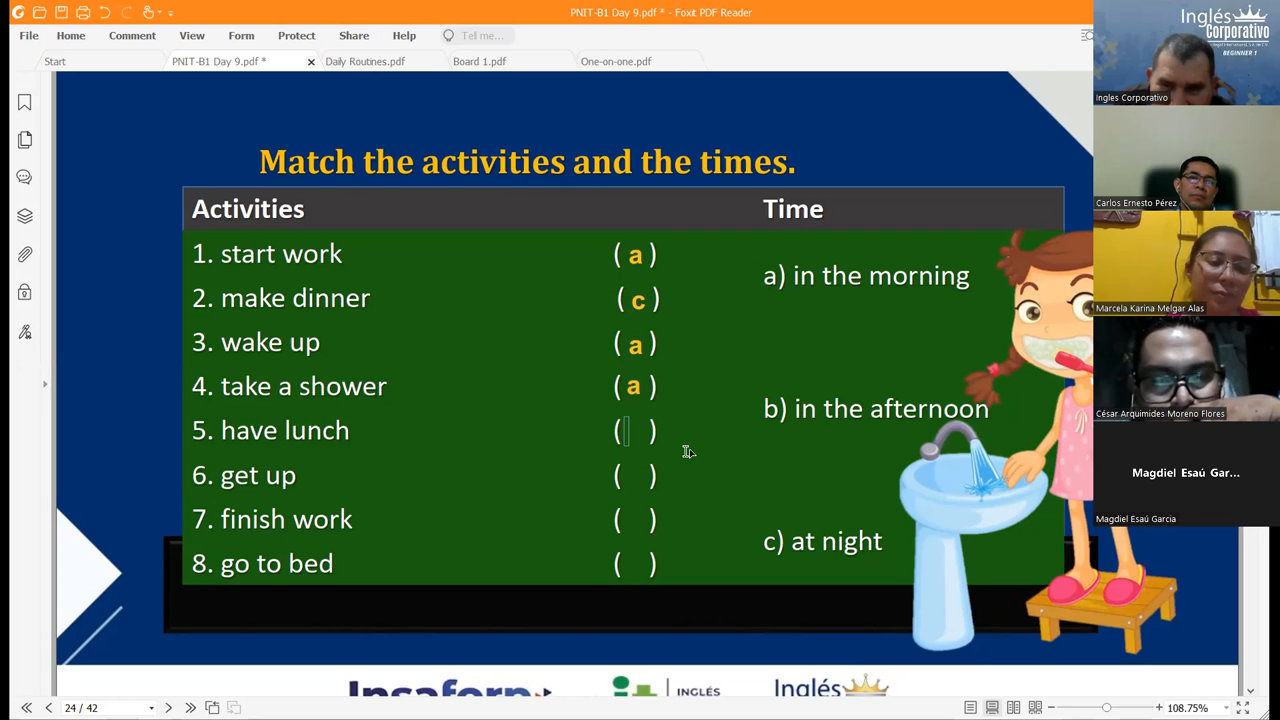 PNIT-B1 Day 9.pdf * - Foxit PDF Reader
File Home Comment View Form Protect Share Help Tell me...
Start PNIT-B1 Day 9.pdf * Daily Routines.pdf Board 1.pdf One-on-one.pdf
Match the activities and the times.
Activities Time
1. start work ( a )
2. make dinner ( c )
3. wake up ( a )
4. take a shower ( a )
5. have lunch ( )
6. get up ( )
7. finish work ( )
8. go to bed ( )
a) in the morning
b) in the afternoon
c) at night
Insaforp
INGLÉS
Inglés
24 / 42
108.75%
Inglés
Corporativo
BEGINNER 1
Ingles Corporativo
Carlos Ernesto Pérez
Marcela Karina Melgar Alas
César Arquimides Moreno Flores
Magdiel Esaú Gar...
Magdiel Esaú Garcia